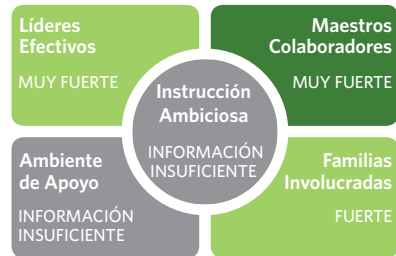 Líderes
Efectivos
MUY FUERTE
Maestros
Colaboradores
MUY FUERTE
Instrucción
Ambiciosa
INFORMACIÓN
INSUFICIENTE
Ambiente
de Apoyo
INFORMACIÓN
INSUFICIENTE
Familias
Involucradas
FUERTE